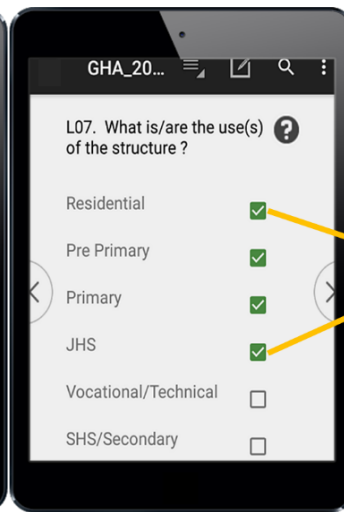 GHA_20...
L07. What is/are the use(s)
of the structure ?
Residential
Pre Primary
Primary
JHS
Vocational/Technical
SHS/Secondary